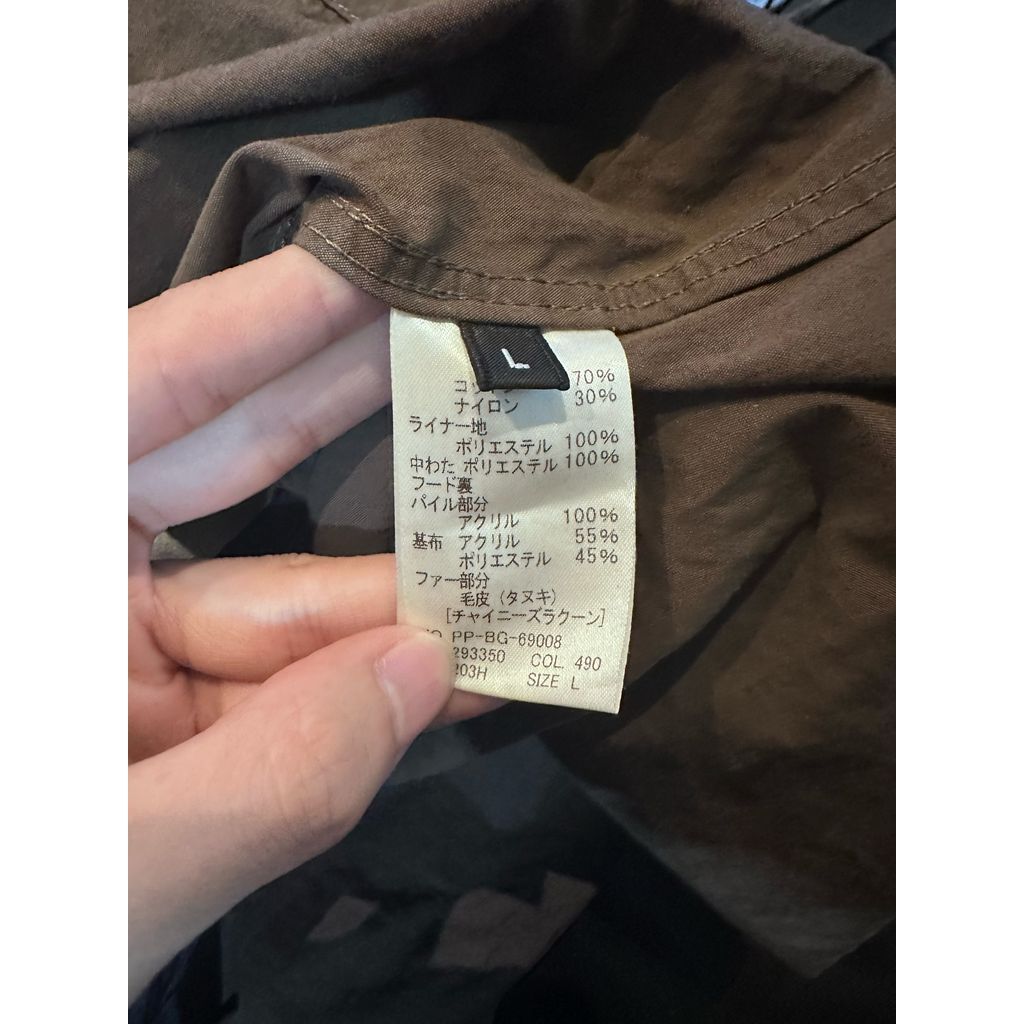 L
70%
ナイロン 30%
ライナー地
ポリエステル 100%
中わた ポリエステル 100%
フード裏
パイル部分
アクリル 100%
基布 アクリル 55%
ポリエステル 45%
ファー部分
毛皮 (タヌキ)
[チャイニーズラクーン]
PP-BG-69008
293350 COL. 490
203H SIZE L